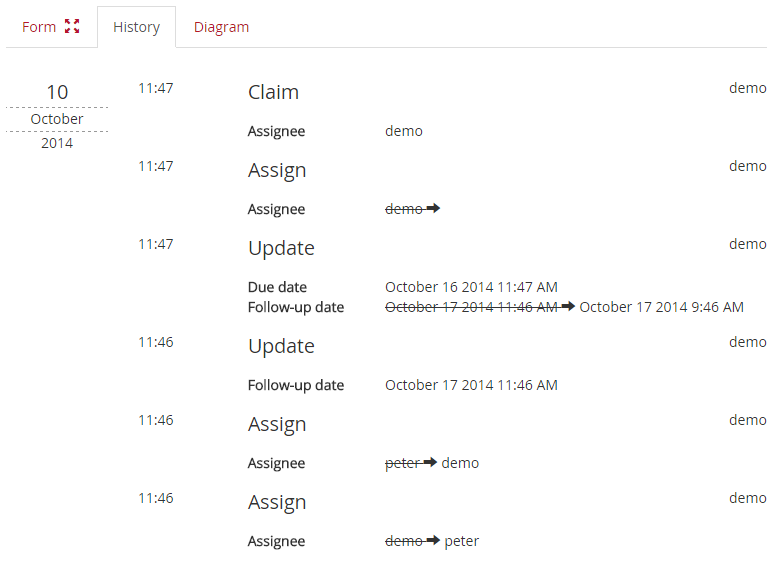 Form History Diagram
10 11:47 Claim demo
October
2014
Assignee demo
11:47 Assign demo
Assignee demo
11:47 Update demo
Due date October 16 2014 11:47 AM
Follow-up date October 17 2014 11:46 AM October 17 2014 9:46 AM
11:46 Update demo
Follow-up date October 17 2014 11:46 AM
11:46 Assign demo
Assignee peter demo
11:46 Assign demo
Assignee demo peter